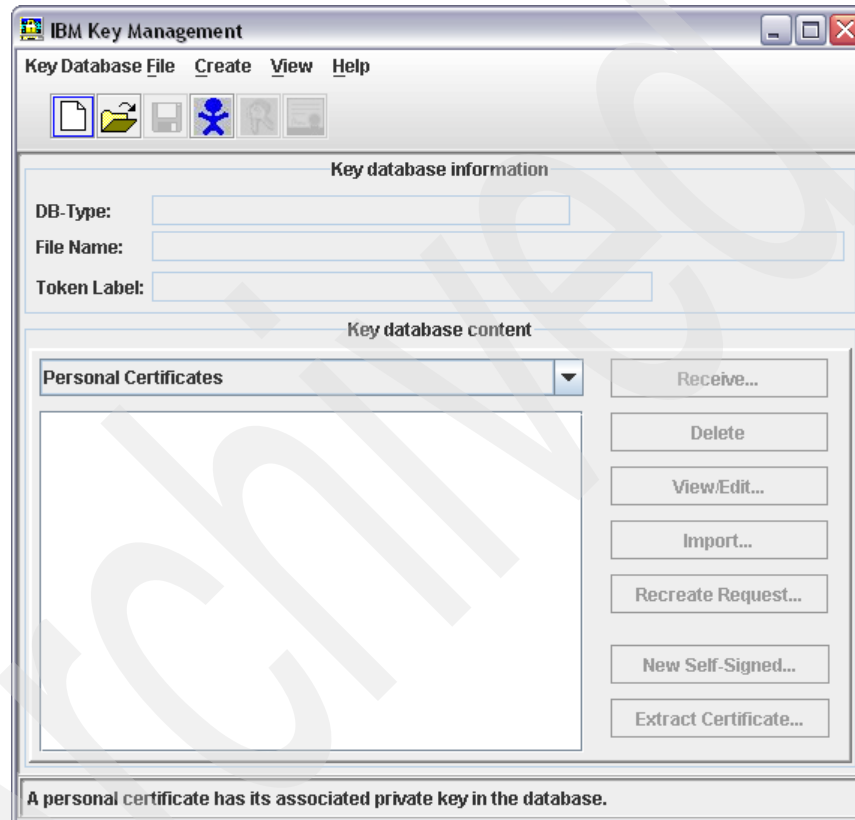 IBM Key Management
Key Database File Create View Help
Key database information
DB-Type:
File Name:
Token Label:
Key database content
Personal Certificates
Receive...
Delete
View/Edit...
Import...
Recreate Request...
New Self-Signed...
Extract Certificate...
A personal certificate has its associated private key in the database.
rchived